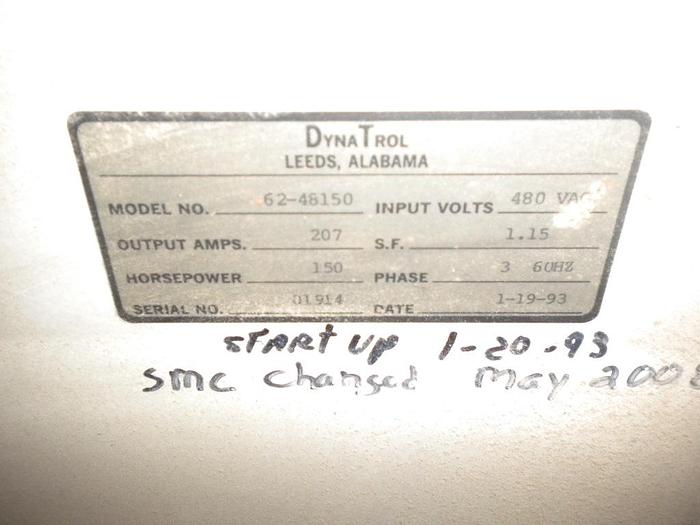 DYNATROL
LEEDS, ALABAMA
MODEL NO. 62-48150 INPUT VOLTS 480 VAC
OUTPUT AMPS. 207 S.F. 1.15
HORSEPOWER 150 PHASE 3 60HZ
SERIAL NO. 01914 DATE 1-19-93
START UP 1-20-93
SMC Changed May 2008